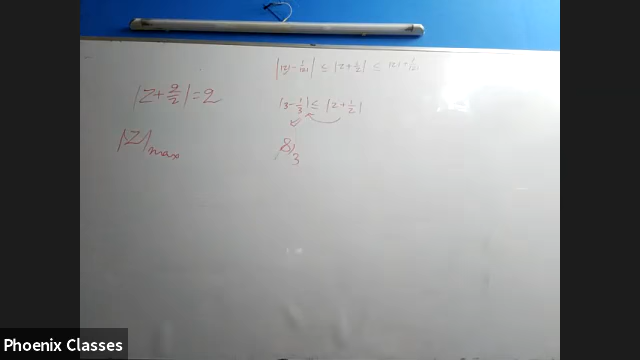 |z + 2/z| = 2
|z|max
||z| - 1/|z|| ≤ |z + 1/z| ≤ |z| + 1/|z|
|3 - 1/3| ≤ |z + 1/z|
8/3
Phoenix Classes